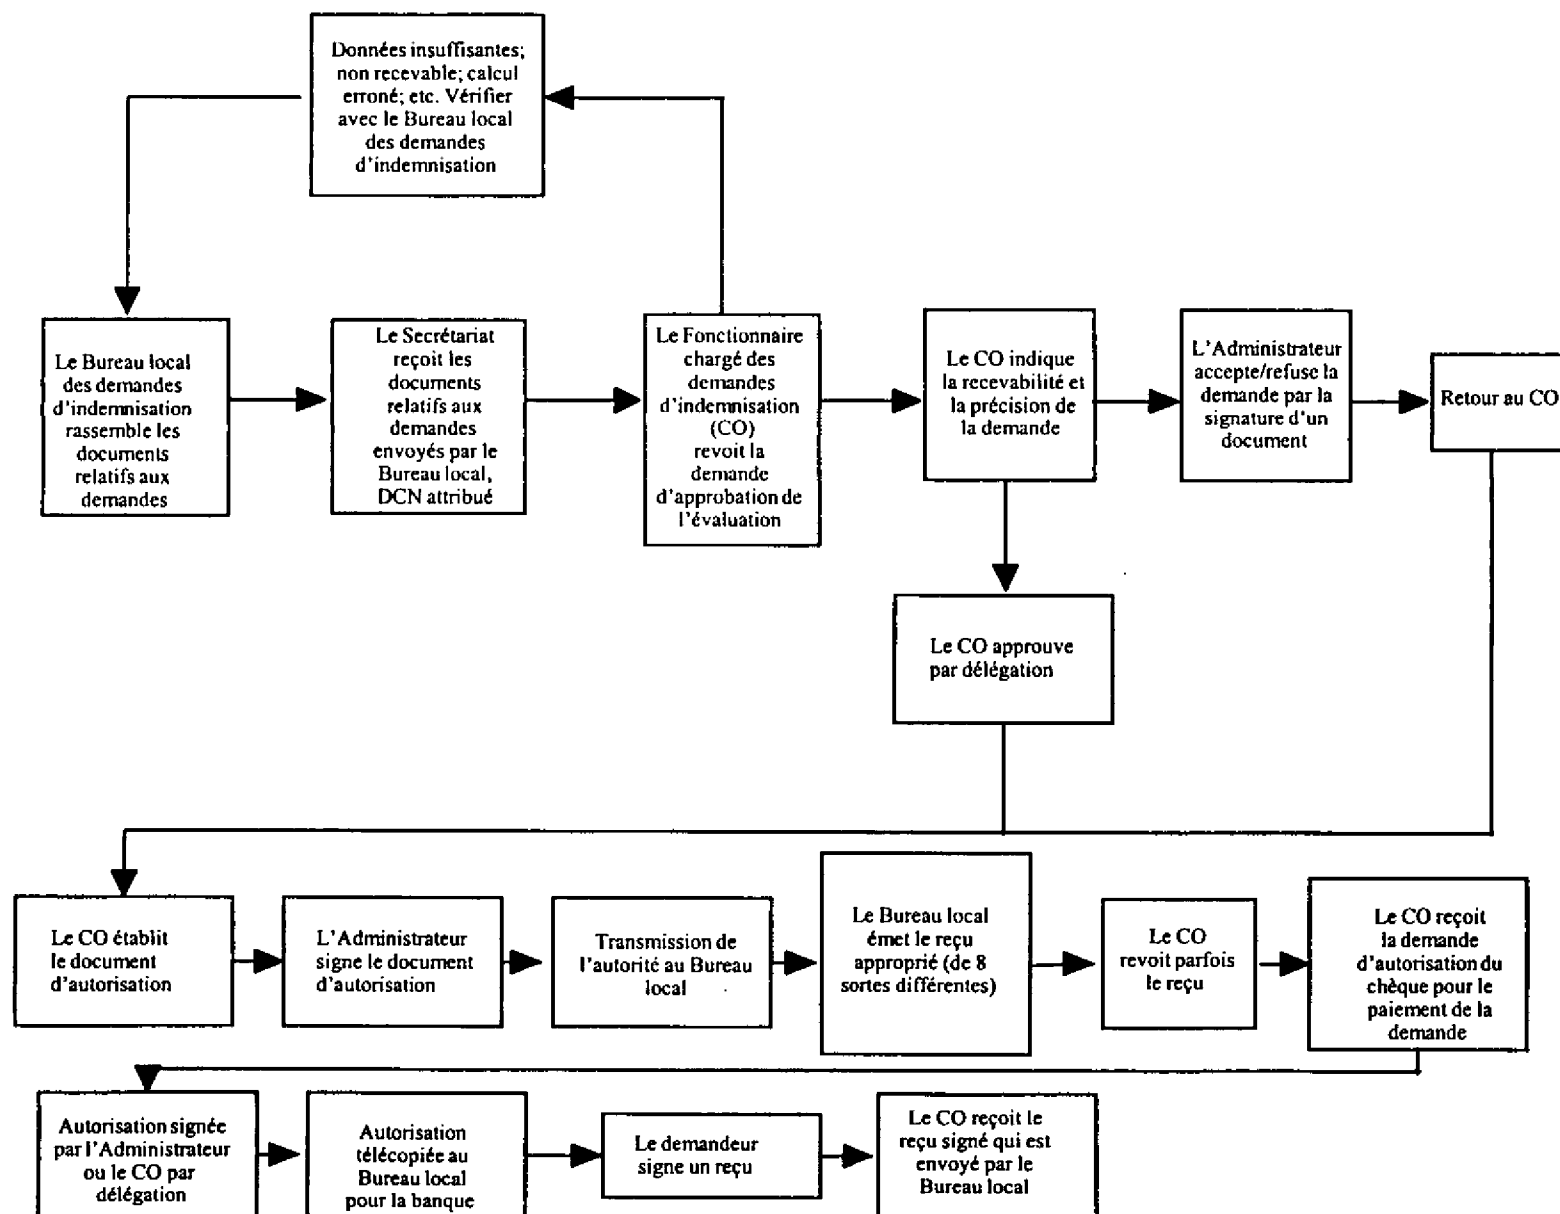 Données insuffisantes;
non recevable; calcul
erroné; etc. Vérifier
avec le Bureau local
des demandes
d'indemnisation
Le Bureau local
des demandes
d'indemnisation
rassemble les
documents
relatifs aux
demandes
Le Secrétariat
reçoit les
documents
relatifs aux
demandes
envoyés par le
Bureau local,
DCN attribué
Le Fonctionnaire
chargé des
demandes
d'indemnisation
(CO)
revoit la
demande
d'approbation de
l'évaluation
Le CO indique
la recevabilité et
la précision de
la demande
L'Administrateur
accepte/refuse la
demande par la
signature d'un
document
Retour au CO
Le CO approuve
par délégation
Le CO établit
le document
d'autorisation
L'Administrateur
signe le document
d'autorisation
Transmission de
l'autorité au Bureau
local
Le Bureau local
émet le reçu
approprié (de 8
sortes différentes)
Le CO
revoit parfois
le reçu
Le CO reçoit
la demande
d'autorisation du
chèque pour le
paiement de la
demande
Autorisation signée
par l'Administrateur
ou le CO par
délégation
Autorisation
télécopiée au
Bureau local
pour la banque
Le demandeur
signe un reçu
Le CO reçoit le
reçu signé qui est
envoyé par le
Bureau local